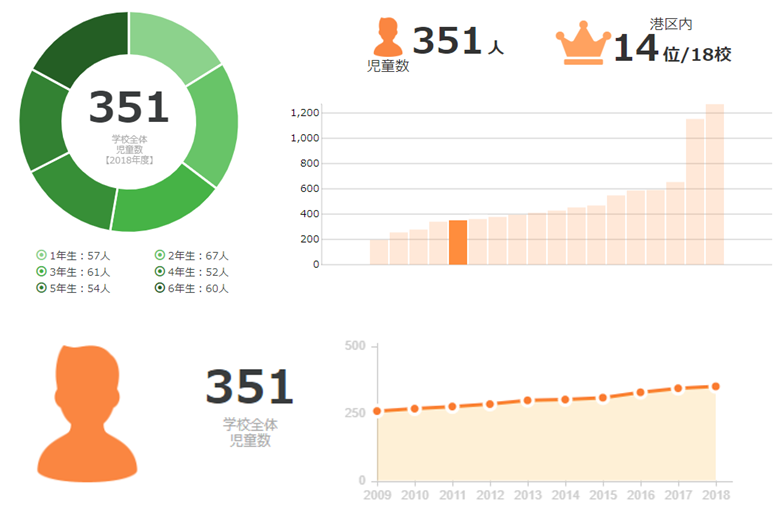 351
学校全体
児童数
【2018年度】
1年生：57人
2年生：67人
3年生：61人
4年生：52人
5年生：54人
6年生：60人
児童数
351人
港区内
14位/18校
1,200
1,000
800
600
400
200
0
351
学校全体
児童数
500
250
0
2009 2010 2011 2012 2013 2014 2015 2016 2017 2018